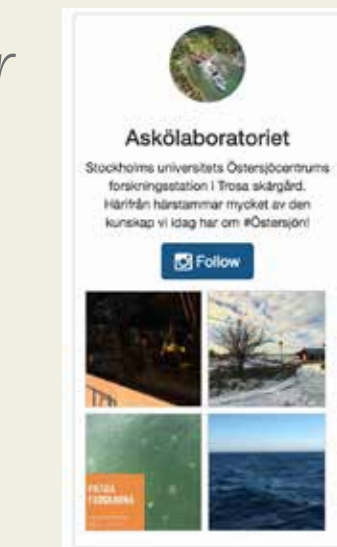 r
Askölaboratoriet
Stockholms universitets Östersjöcentrums
forskningsstation i Trosa skärgård.
Härifrån härstammar mycket av den
kunskap vi idag har om #Östersjön!
Follow
FORSKARNA